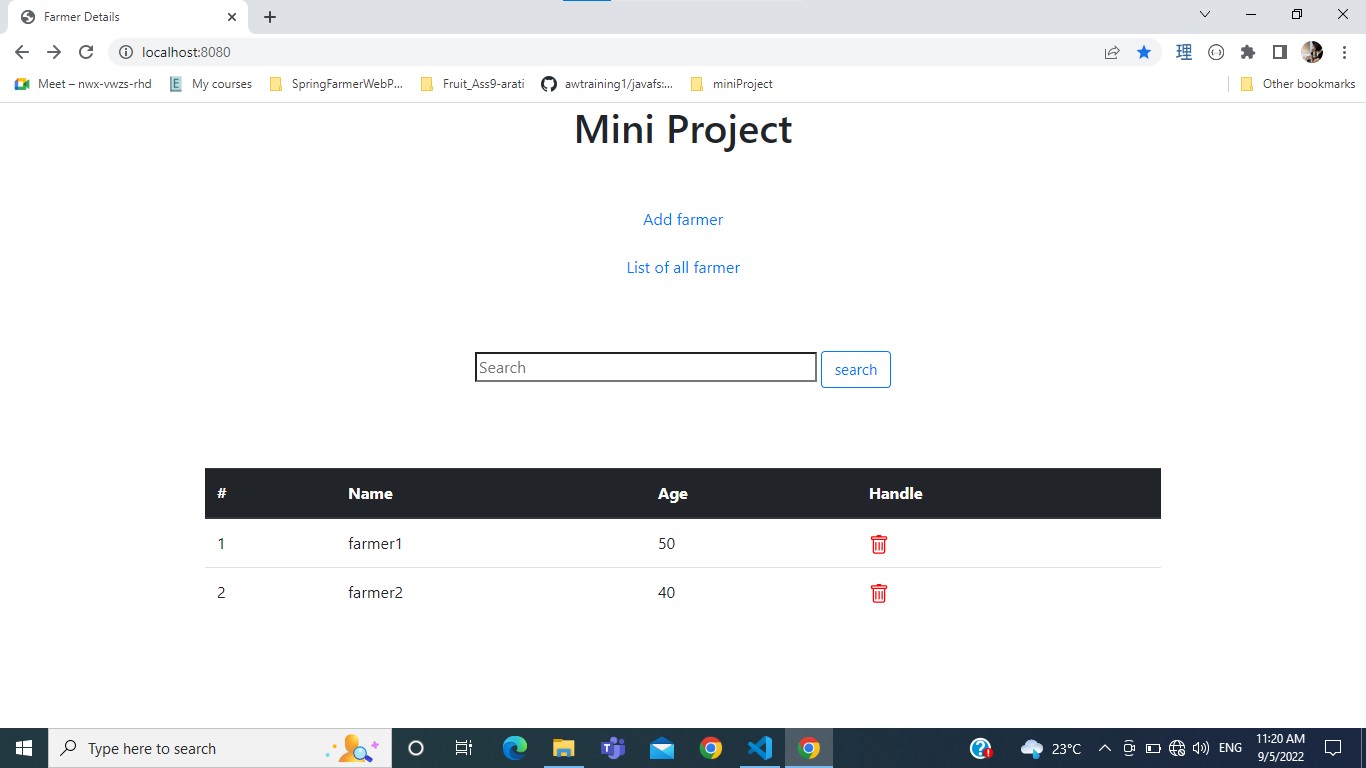 Farmer Details
localhost:8080
理
Meet – nwx-vwzs-rhd
My courses
SpringFarmerWebP...
Fruit_Ass9-arati
awtraining1/javafs:...
miniProject
Other bookmarks
Mini Project
Add farmer
List of all farmer
Search
search
# Name Age Handle
1 farmer1 50
2 farmer2 40
Type here to search
23°C
ENG
11:20 AM
9/5/2022